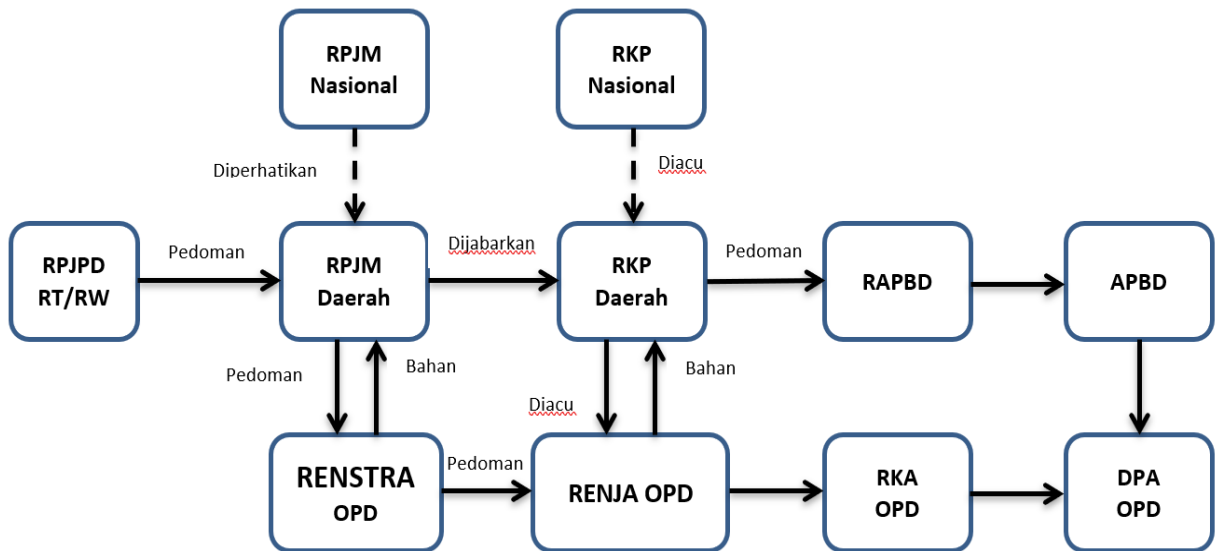 RPJM
Nasional
RKP
Nasional
Diperhatikan
Diacu
RPJPD
RT/RW
Pedoman
RPJM
Daerah
Dijabarkan
RKP
Daerah
Pedoman
RAPBD
APBD
Pedoman
Bahan
Diacu
Bahan
RENSTRA
OPD
Pedoman
RENJA OPD
RKA
OPD
DPA
OPD